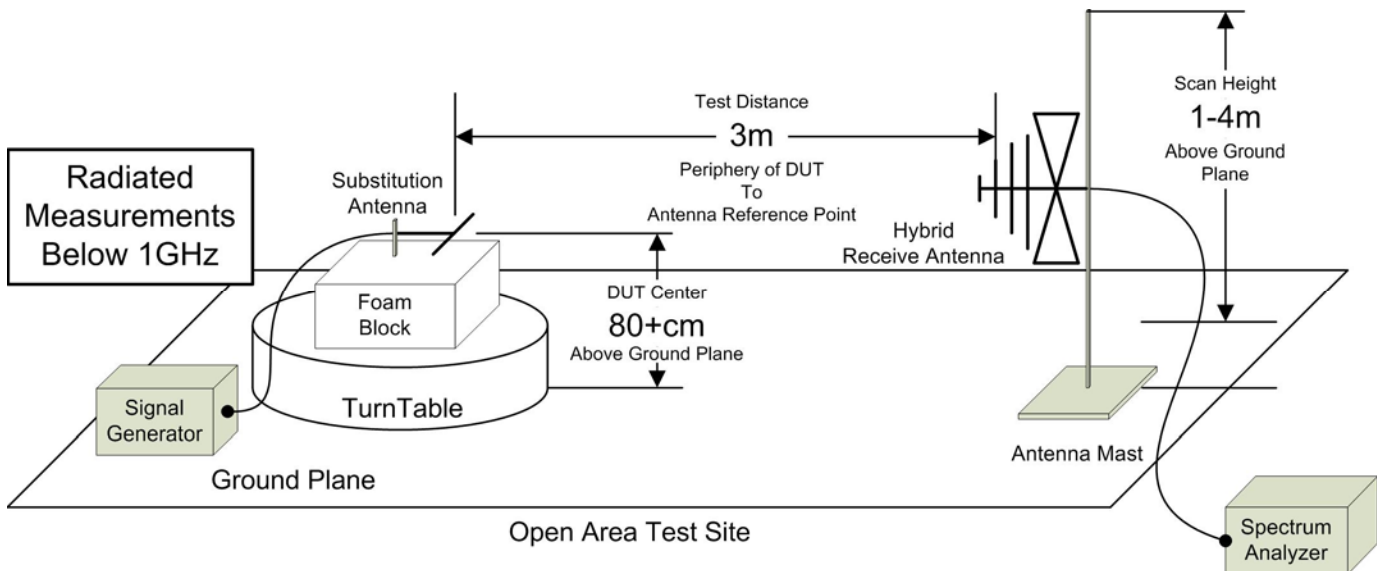 Radiated
Measurements
Below 1GHz
Substitution
Antenna
Test Distance
3m
Periphery of DUT
To
Antenna Reference Point
Scan Height
1-4m
Above Ground
Plane
Hybrid
Receive Antenna
Foam
Block
DUT Center
80+cm
Above Ground Plane
TurnTable
Signal
Generator
Ground Plane
Antenna Mast
Open Area Test Site
Spectrum
Analyzer